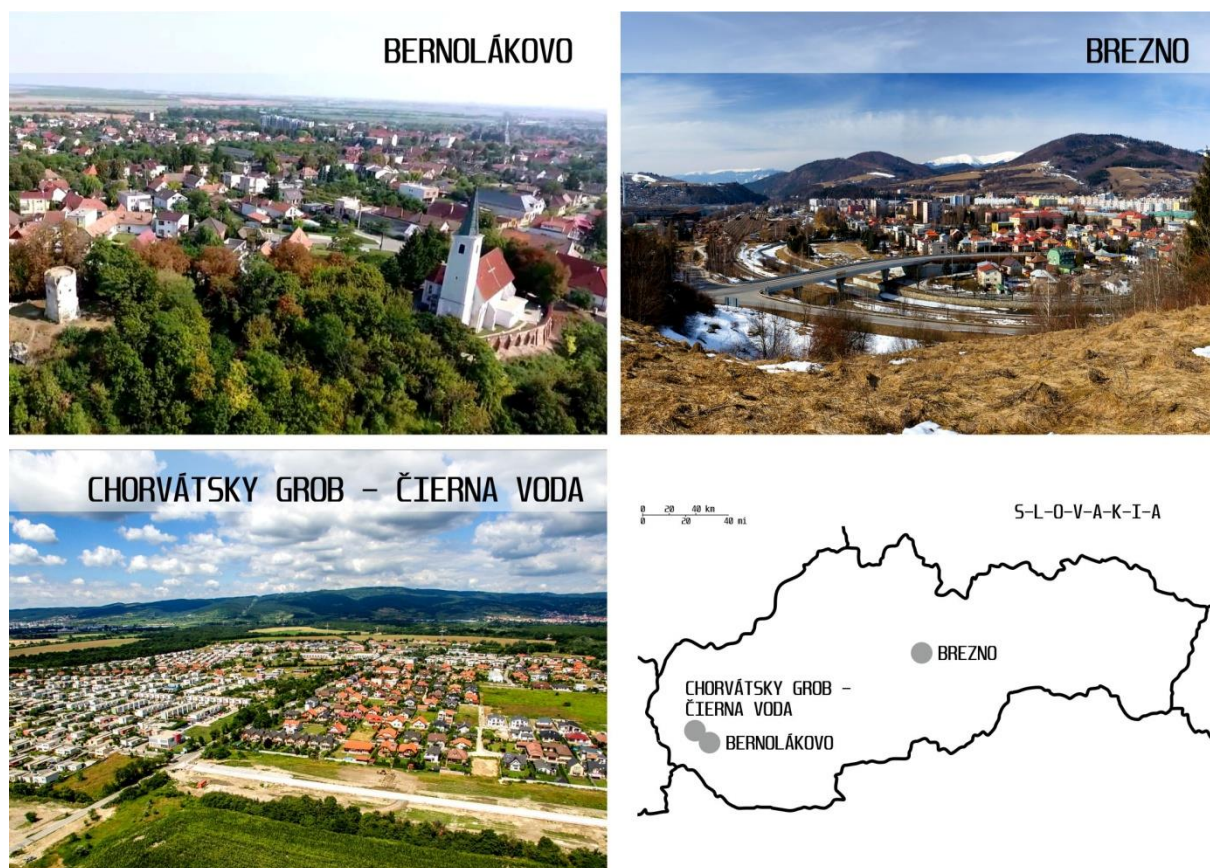 BERNOLÁKOVO
BREZNO
CHORVÁTSKY GROB – ČIERNA VODA
0 20 40 km
0 20 40 mi
S-L-O-V-A-K-I-A
BREZNO
CHORVÁTSKY GROB –
ČIERNA VODA
BERNOLÁKOVO